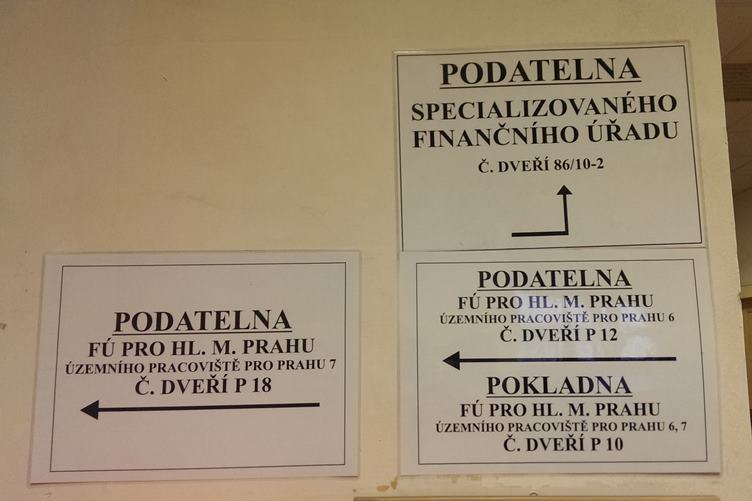 PODATELNA
SPECIALIZOVANÉHO
FINANČNÍHO ÚŘADU
Č. DVEŘÍ 86/10-2
PODATELNA
FÚ PRO HL. M. PRAHU
ÚZEMNÍHO PRACOVIŠTĚ PRO PRAHU 7
Č. DVEŘÍ P 18
PODATELNA
FÚ PRO HL. M. PRAHU
ÚZEMNÍHO PRACOVIŠTĚ PRO PRAHU 6
Č. DVEŘÍ P 12
POKLADNA
FÚ PRO HL. M. PRAHU
ÚZEMNÍHO PRACOVIŠTĚ PRO PRAHU 6, 7
Č. DVEŘÍ P 10